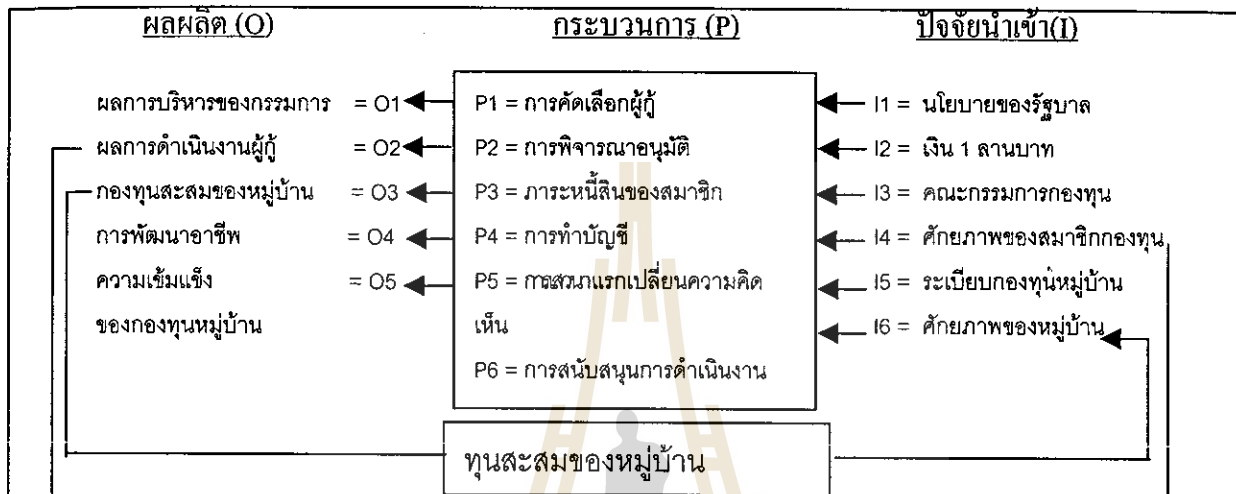 ผลผลิต (O) กระบวนการ (P) ปัจจัยนำเข้า(I)
ผลการบริหารของกรรมการ = O1 P1 = การคัดเลือกผู้กู้ I1 = นโยบายของรัฐบาล
ผลการดำเนินงานผู้กู้ = O2 P2 = การพิจารณาอนุมัติ I2 = เงิน 1 ลานบาท
กองทุนสะสมของหมู่บ้าน = O3 P3 = ภาระหนี้สินของสมาชิก I3 = คณะกรรมการกองทุน
การพัฒนาอาชีพ = O4 P4 = การทำบัญชี I4 = ศักยภาพของสมาชิกกองทุน
ความเข้มแข็ง = O5 P5 = การสนาแรกเปลี่ยนความคิด I5 = ระเบียบกองทุนหมู่บ้าน
ของกองทุนหมู่บ้าน เห็น I6 = ศักยภาพของหมู่บ้าน
P6 = การสนับสนุนการดำเนินงาน
ทุนสะสมของหมู่บ้าน